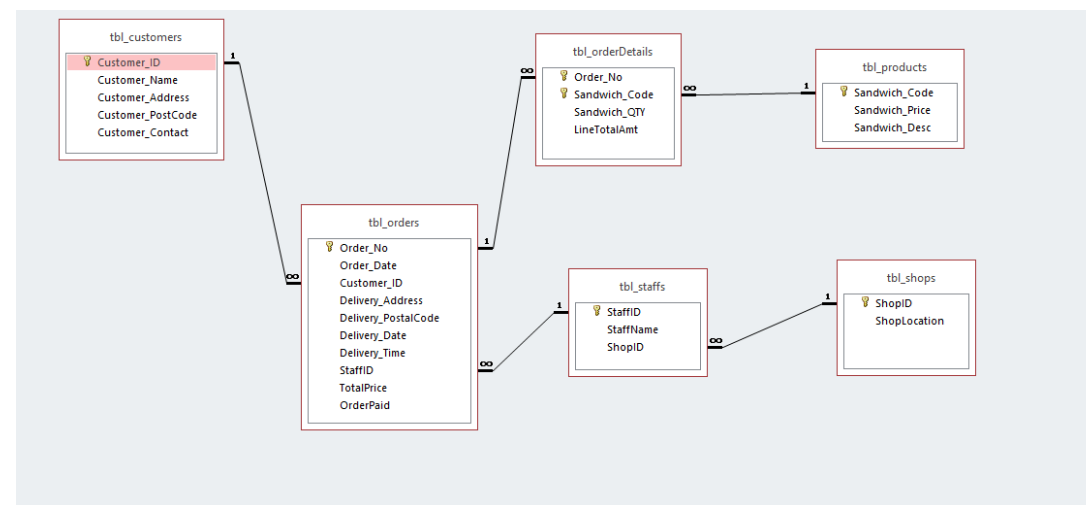 tbl_customers
Customer_ID
Customer_Name
Customer_Address
Customer_PostCode
Customer_Contact
1
∞
tbl_orders
Order_No
Order_Date
Customer_ID
Delivery_Address
Delivery_PostalCode
Delivery_Date
Delivery_Time
StaffID
TotalPrice
OrderPaid
1
∞
tbl_orderDetails
Order_No
Sandwich_Code
Sandwich_QTY
LineTotalAmt
∞
1
tbl_products
Sandwich_Code
Sandwich_Price
Sandwich_Desc
∞
1
tbl_staffs
StaffID
StaffName
ShopID
∞
1
tbl_shops
ShopID
ShopLocation